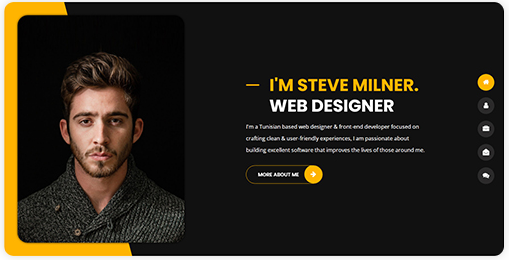 I'M STEVE MILNER.
WEB DESIGNER
I'm a Tunisian based web designer & front-end developer focused on
crafting clean & user-friendly experiences, I am passionate about
building excellent software that improves the lives of those around me.
MORE ABOUT ME